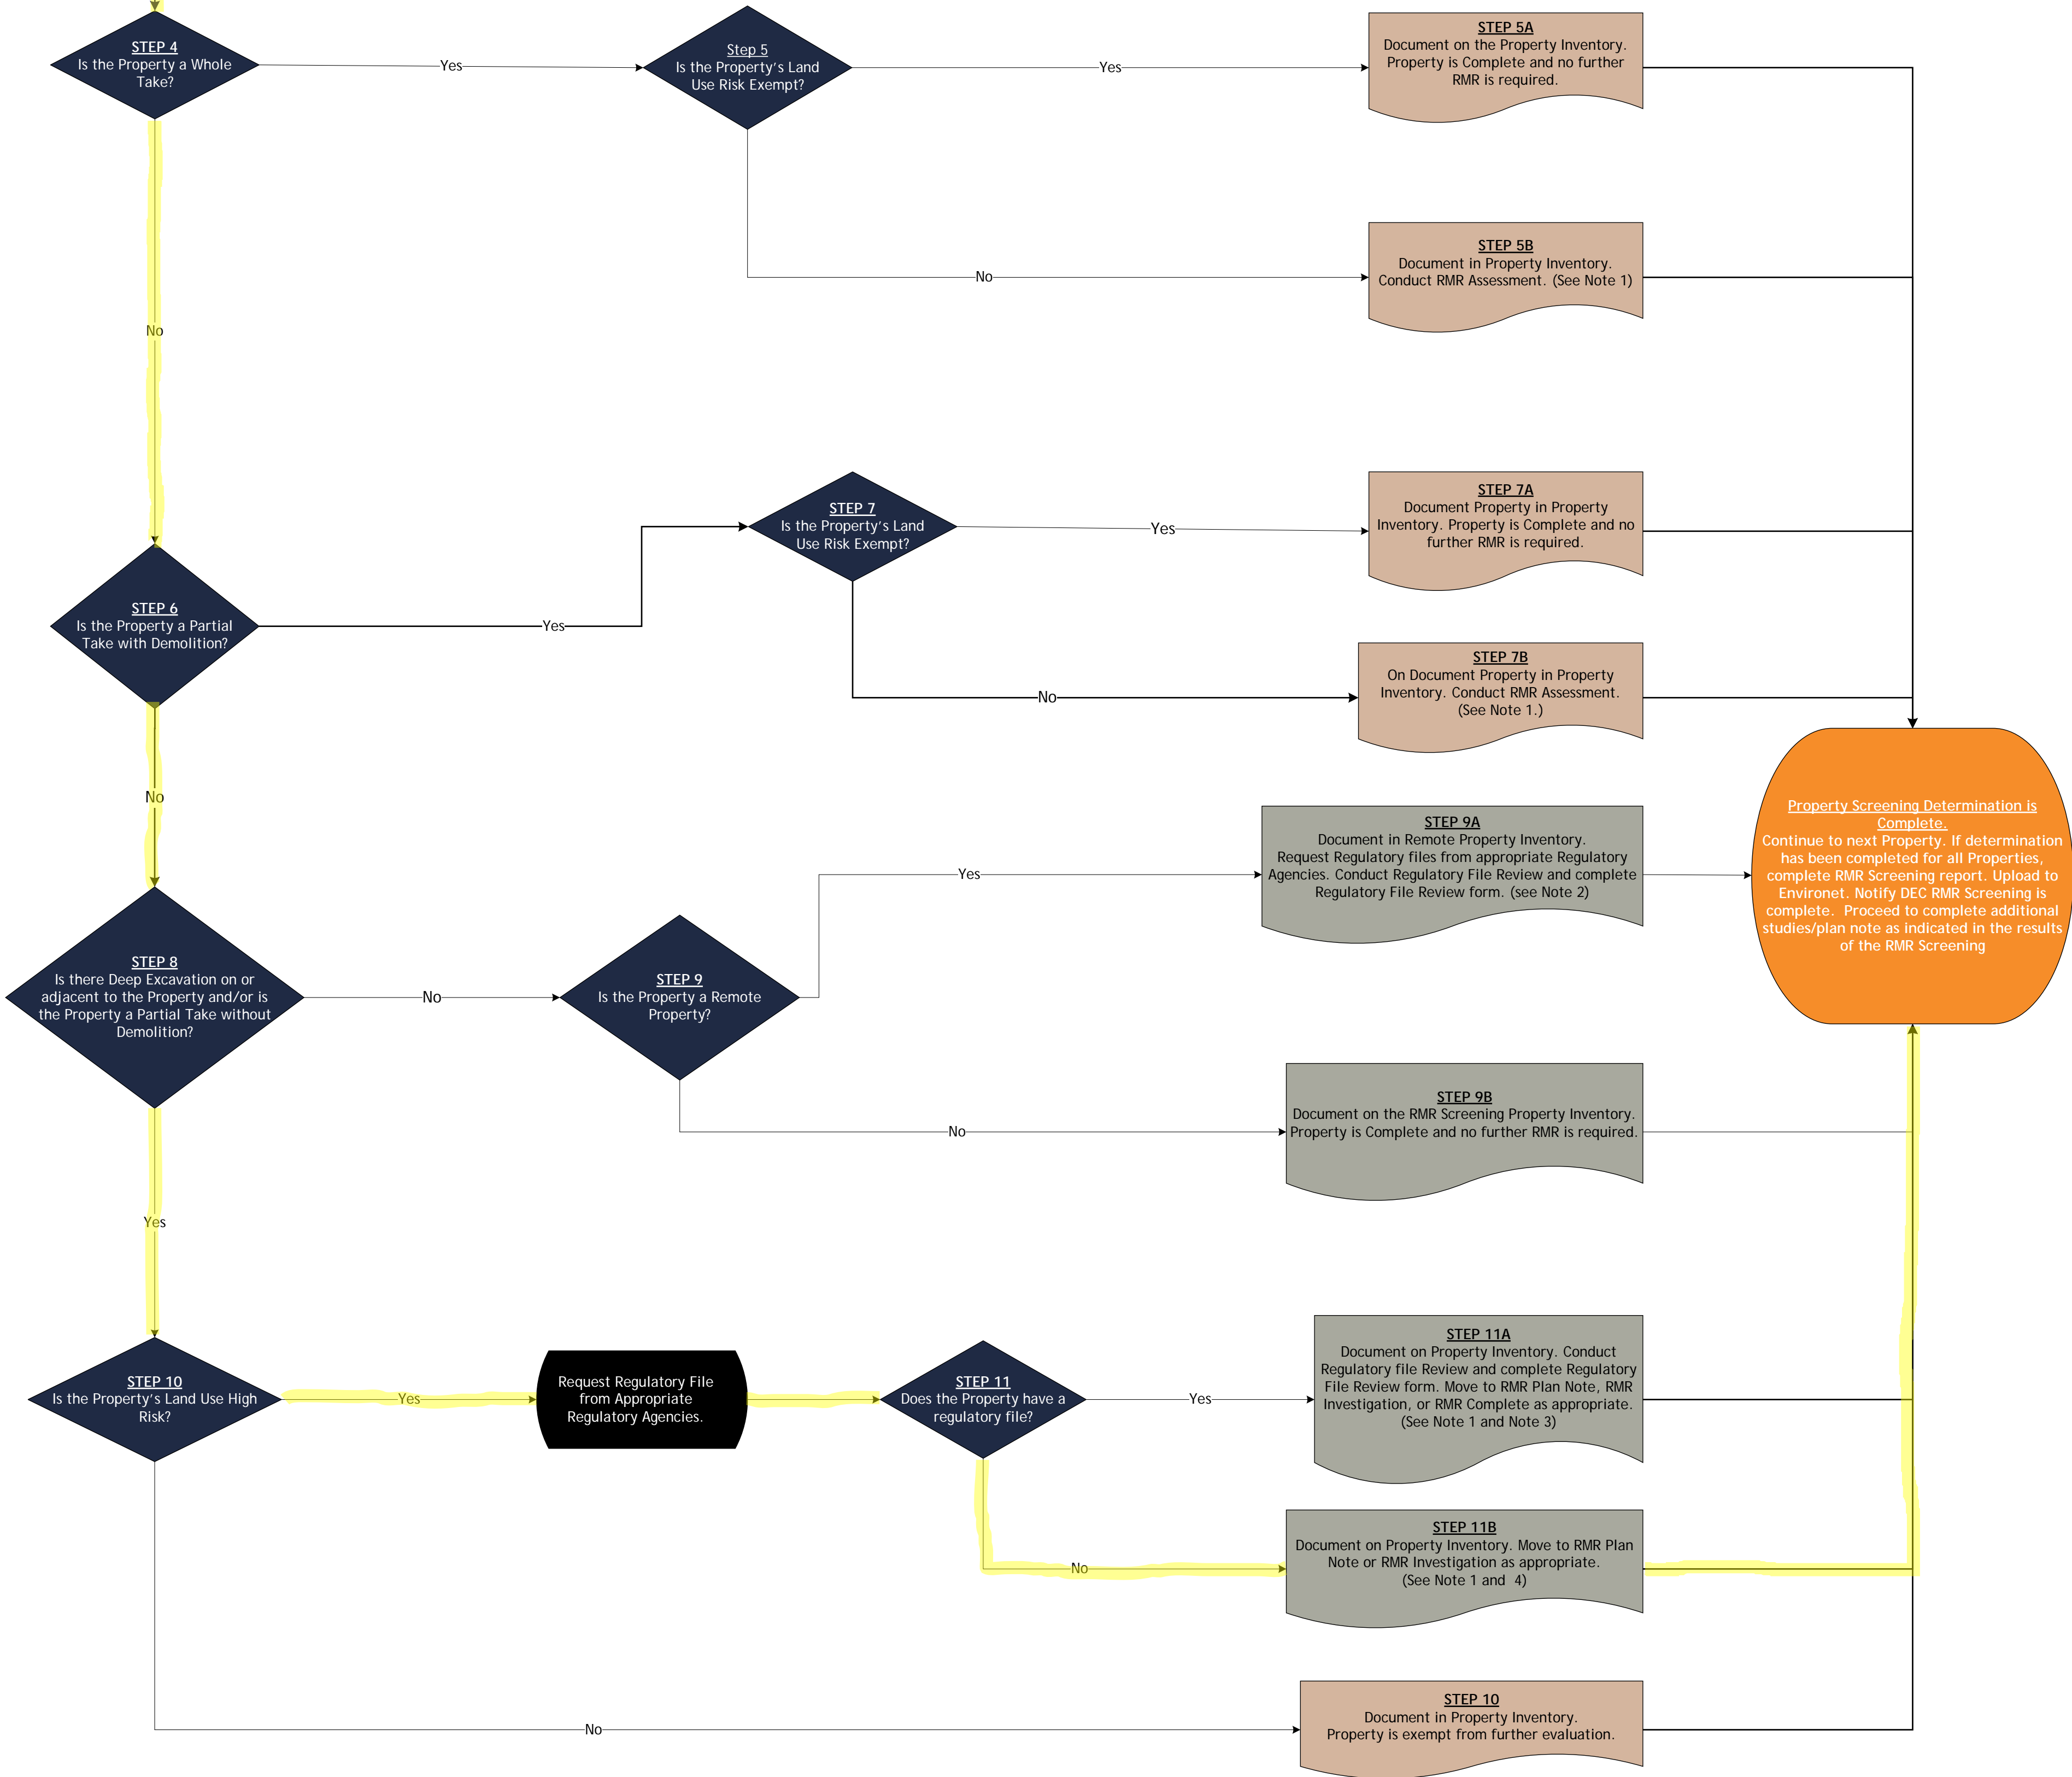 STEP 4
Is the Property a Whole
Take?
Yes
Step 5
Is the Property's Land
Use Risk Exempt?
Yes
STEP 5A
Document on the Property Inventory.
Property is Complete and no further
RMR is required.
No
STEP 5B
Document in Property Inventory.
Conduct RMR Assessment. (See Note 1)
No
STEP 6
Is the Property a Partial
Take with Demolition?
Yes
STEP 7
Is the Property's Land
Use Risk Exempt?
Yes
STEP 7A
Document Property in Property
Inventory. Property is Complete and no
further RMR is required.
No
STEP 7B
On Document Property in Property
Inventory. Conduct RMR Assessment.
(See Note 1.)
No
STEP 8
Is there Deep Excavation on or
adjacent to the Property and/or is
the Property a Partial Take without
Demolition?
No
STEP 9
Is the Property a Remote
Property?
Yes
STEP 9A
Document in Remote Property Inventory.
Request Regulatory files from appropriate Regulatory
Agencies. Conduct Regulatory File Review and complete
Regulatory File Review form. (see Note 2)
No
STEP 9B
Document on the RMR Screening Property Inventory.
Property is Complete and no further RMR is required.
Property Screening Determination is
Complete.
Continue to next Property. If determination
has been completed for all Properties,
complete RMR Screening report. Upload to
Environet. Notify DEC RMR Screening is
complete.  Proceed to complete additional
studies/plan note as indicated in the results
of the RMR Screening
Yes
STEP 10
Is the Property's Land Use High
Risk?
Yes
Request Regulatory File
from Appropriate
Regulatory Agencies.
STEP 11
Does the Property have a
regulatory file?
Yes
STEP 11A
Document on Property Inventory. Conduct
Regulatory file Review and complete Regulatory
File Review form. Move to RMR Plan Note, RMR
Investigation, or RMR Complete as appropriate.
(See Note 1 and Note 3)
No
STEP 11B
Document on Property Inventory. Move to RMR Plan
Note or RMR Investigation as appropriate.
(See Note 1 and  4)
No
STEP 10
Document in Property Inventory.
Property is exempt from further evaluation.